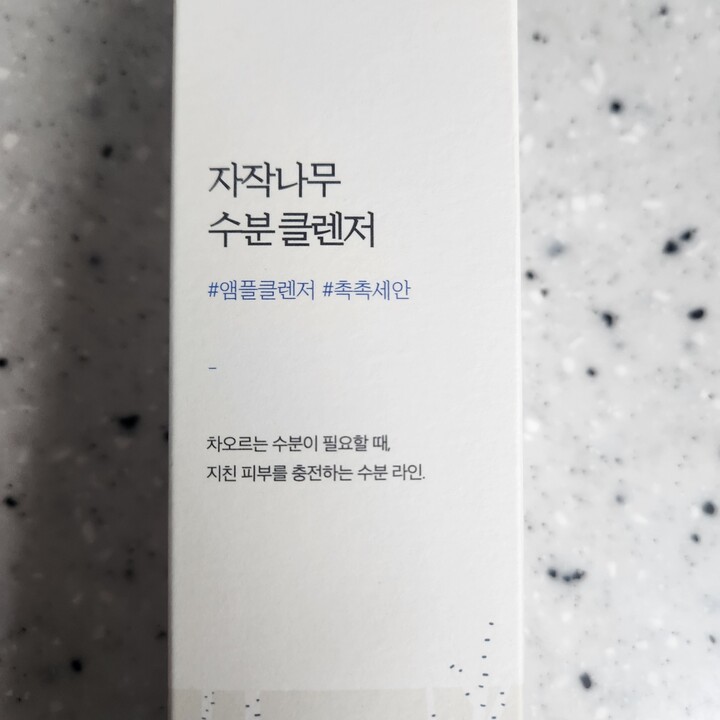 자작나무
수분 클렌저
#앰플클렌저 #촉촉세안
-
차오르는 수분이 필요할 때,
지친 피부를 충전하는 수분 라인.